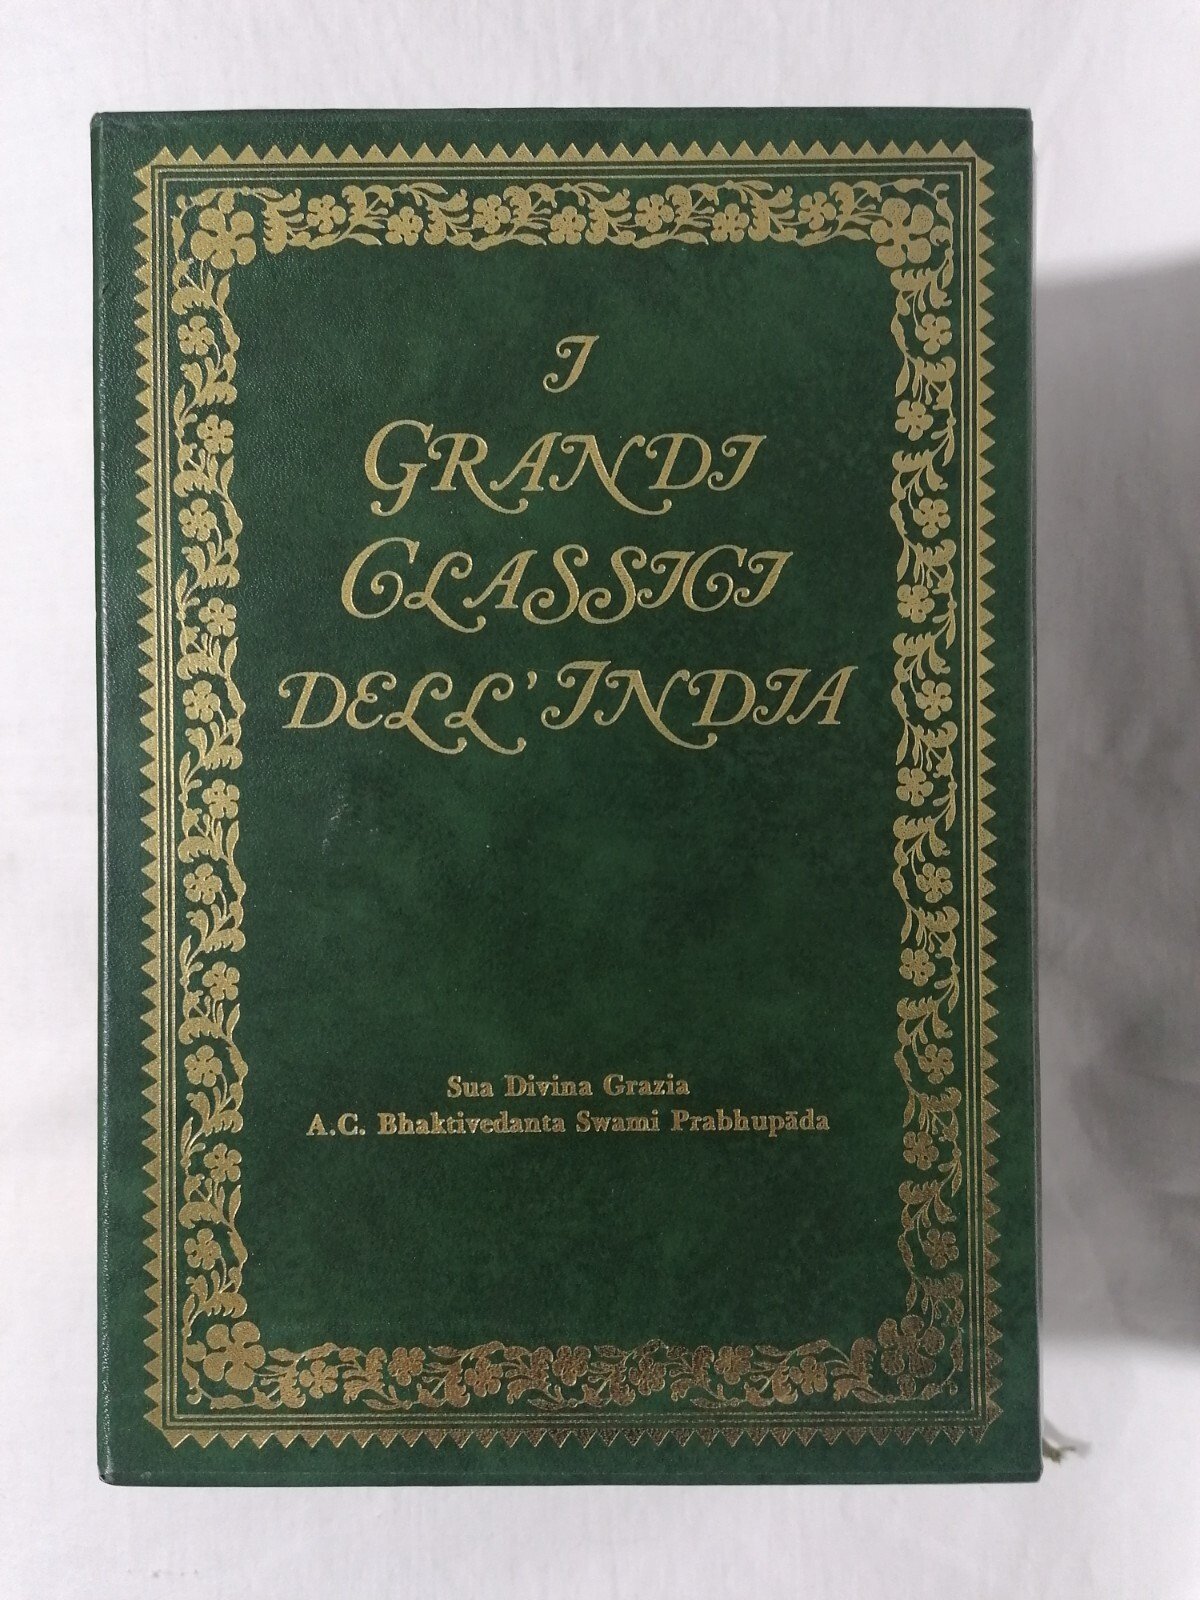 I
GRANDI
CLASSICI
DELL'INDIA
Sua Divina Grazia
A.C. Bhaktivedanta Swami Prabhupāda